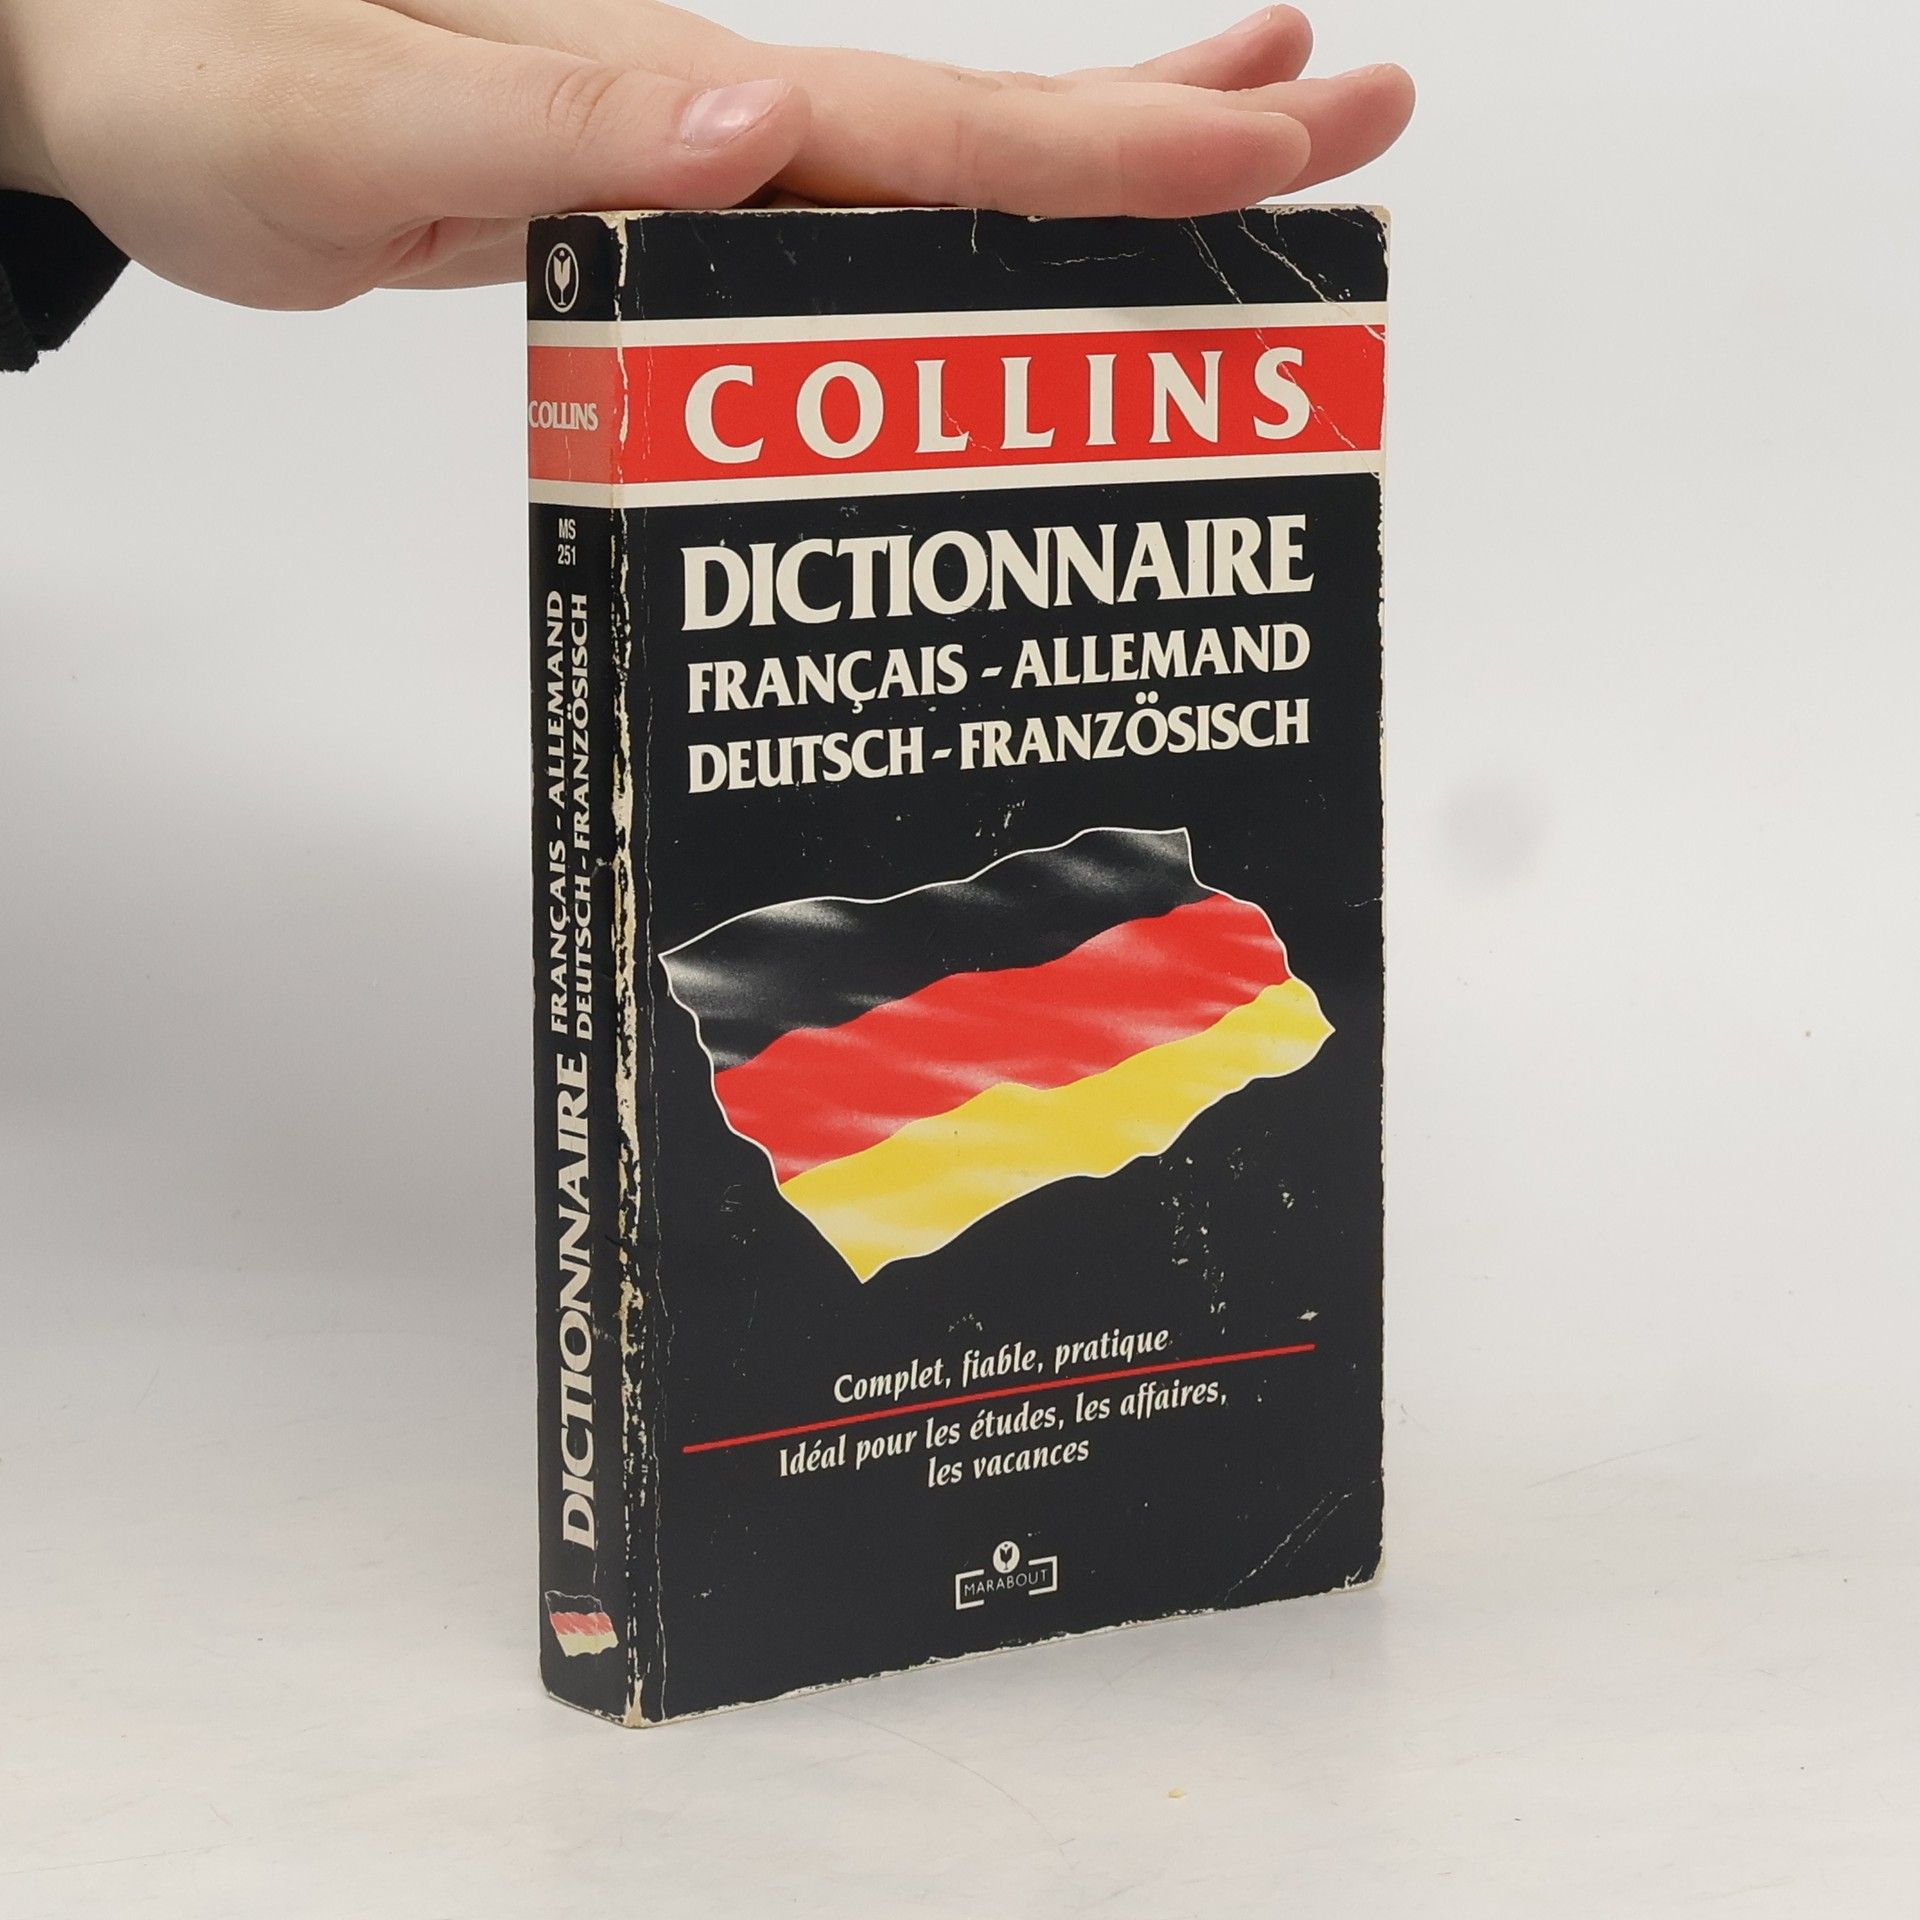 COLLINS
DICTIONNAIRE
FRANÇAIS - ALLEMAND
DEUTSCH - FRANZÖSISCH
Complet, fiable, pratique
Idéal pour les études, les affaires,
les vacances
MARABOUT
COLLINS
MS
251
DICTIONNAIRE
FRANÇAIS - ALLEMAND
DEUTSCH - FRANZÖSISCH